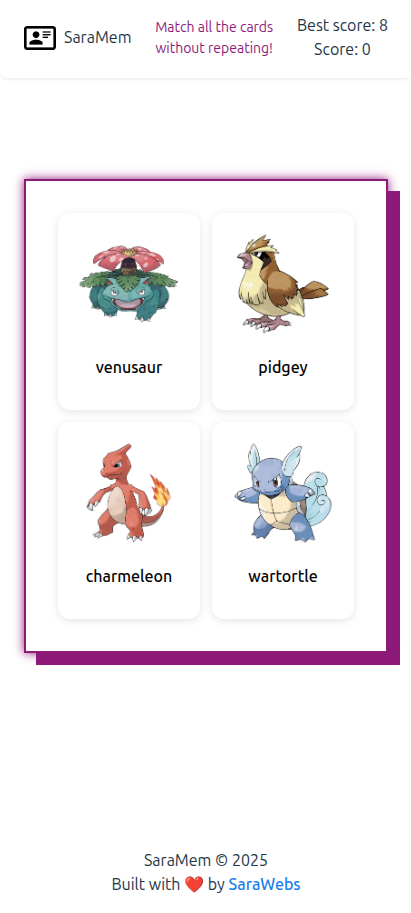 SaraMem
Match all the cards
without repeating!
Best score: 8
Score: 0
venusaur
pidgey
charmeleon
wartortle
SaraMem © 2025
Built with ❤️ by SaraWebs